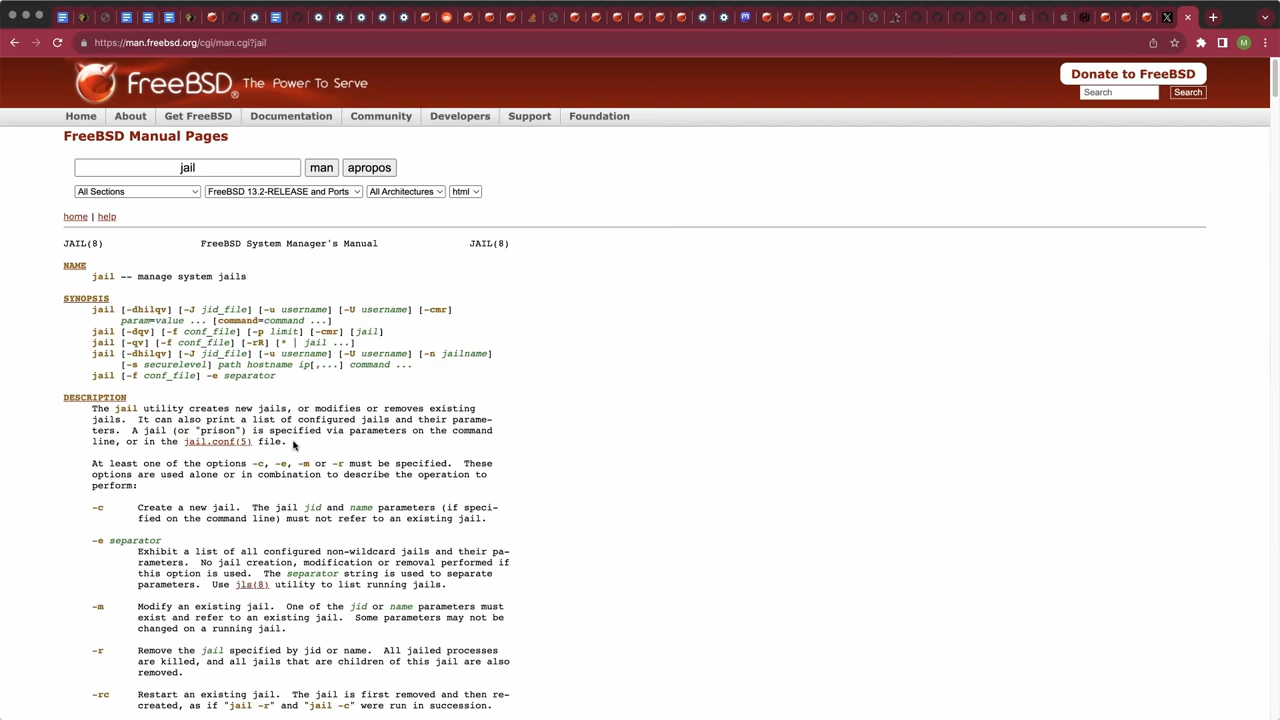 https://man.freebsd.org/cgi/man.cgi?jail
M
FreeBSD® The Power To Serve
Donate to FreeBSD
Search Search
Home About Get FreeBSD Documentation Community Developers Support Foundation
FreeBSD Manual Pages
jail man apropos
All Sections FreeBSD 13.2-RELEASE and Ports All Architectures html
home | help
JAIL(8) FreeBSD System Manager's Manual JAIL(8)
NAME
jail -- manage system jails
SYNOPSIS
jail [-dhilqv] [-J jid_file] [-u username] [-U username] [-cmr]
param=value ... [command=command ...]
jail [-dqv] [-f conf_file] [-p limit] [-cmr] [jail]
jail [-qv] [-f conf_file] [-rR] [* | jail ...]
jail [-dhilqv] [-J jid_file] [-u username] [-U username] [-n jailname]
[-s securelevel] path hostname ip[,...] command ...
jail [-f conf_file] -e separator
DESCRIPTION
The jail utility creates new jails, or modifies or removes existing
jails. It can also print a list of configured jails and their parame-
ters. A jail (or "prison") is specified via parameters on the command
line, or in the jail.conf(5) file.
At least one of the options -c, -e, -m or -r must be specified. These
options are used alone or in combination to describe the operation to
perform:
-c Create a new jail. The jail jid and name parameters (if speci-
fied on the command line) must not refer to an existing jail.
-e separator
Exhibit a list of all configured non-wildcard jails and their pa-
rameters. No jail creation, modification or removal performed if
this option is used. The separator string is used to separate
parameters. Use jls(8) utility to list running jails.
-m Modify an existing jail. One of the jid or name parameters must
exist and refer to an existing jail. Some parameters may not be
changed on a running jail.
-r Remove the jail specified by jid or name. All jailed processes
are killed, and all jails that are children of this jail are also
removed.
-rc Restart an existing jail. The jail is first removed and then re-
created, as if "jail -r" and "jail -c" were run in succession.